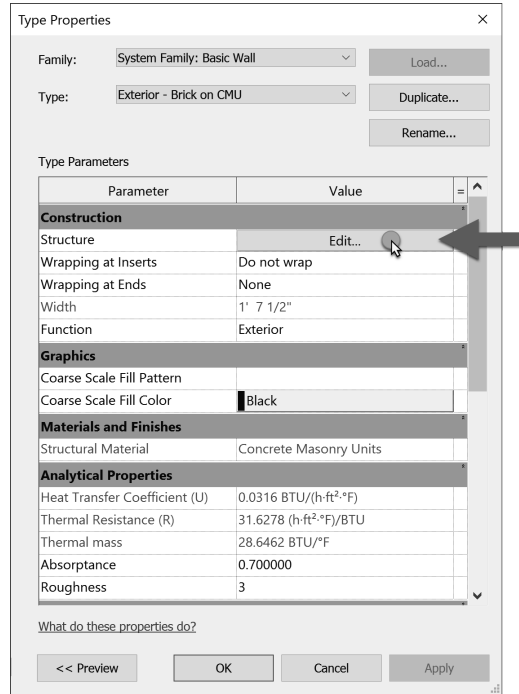 Type Properties
Family: System Family: Basic Wall Load...
Type: Exterior - Brick on CMU Duplicate...
Rename...
Type Parameters
Parameter Value =
Construction
Structure Edit...
Wrapping at Inserts Do not wrap
Wrapping at Ends None
Width 1' 7 1/2"
Function Exterior
Graphics
Coarse Scale Fill Pattern
Coarse Scale Fill Color Black
Materials and Finishes
Structural Material Concrete Masonry Units
Analytical Properties
Heat Transfer Coefficient (U) 0.0316 BTU/(h·ft²·°F)
Thermal Resistance (R) 31.6278 (h·ft²·°F)/BTU
Thermal mass 28.6462 BTU/°F
Absorptance 0.700000
Roughness 3
What do these properties do?
<< Preview OK Cancel Apply